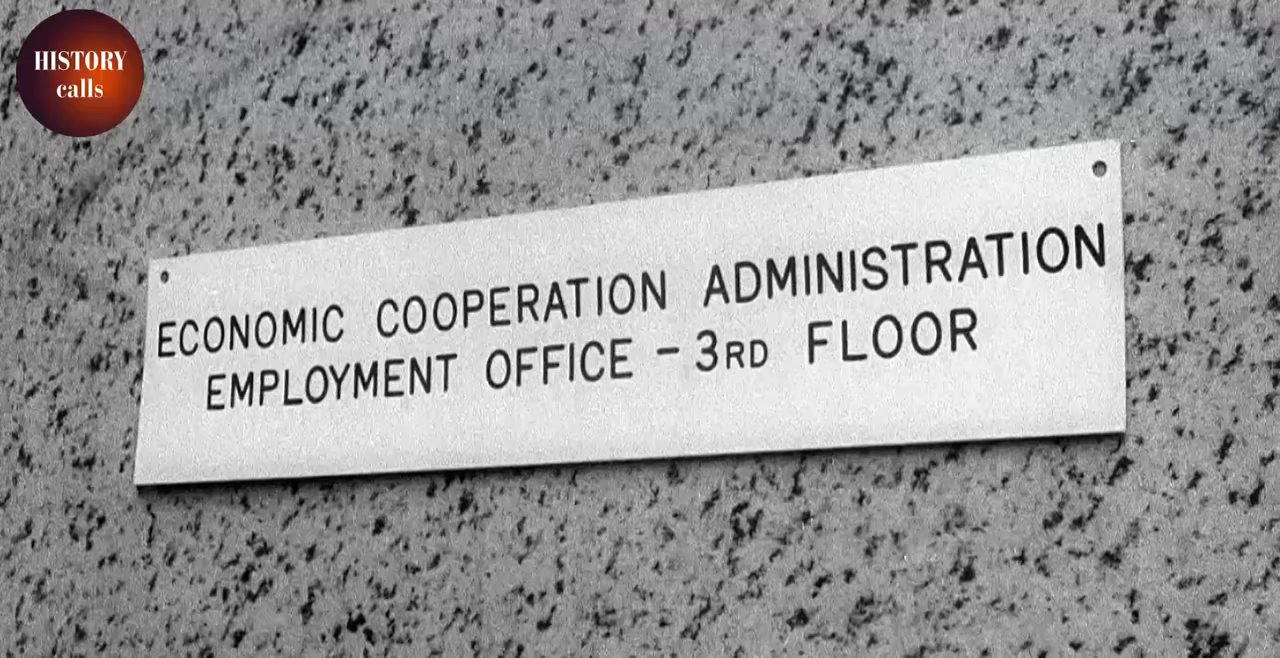 HISTORY
calls
ECONOMIC COOPERATION ADMINISTRATION
EMPLOYMENT OFFICE - 3RD FLOOR